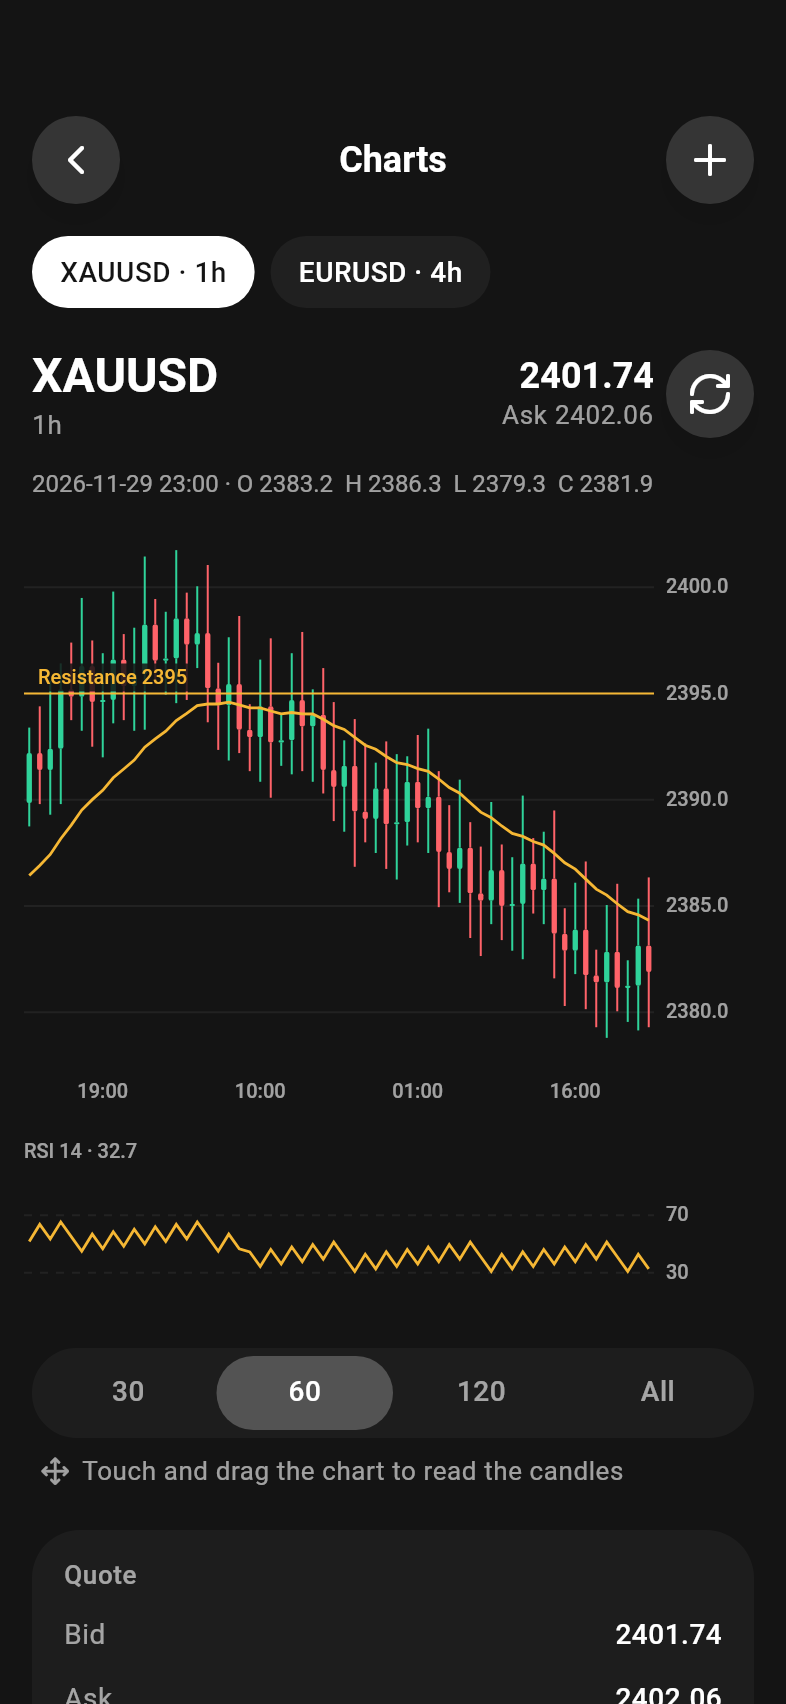 Charts
XAUUSD · 1h
EURUSD · 4h
XAUUSD
2401.74
1h
Ask 2402.06
2026-11-29 23:00 · O 2383.2 H 2386.3 L 2379.3 C 2381.9
2400.0
Resistance 2395
2395.0
2390.0
2385.0
2380.0
19:00 10:00 01:00 16:00
RSI 14 · 32.7
70
30
30 60 120 All
Touch and drag the chart to read the candles
Quote
Bid 2401.74
Ask 2402.06